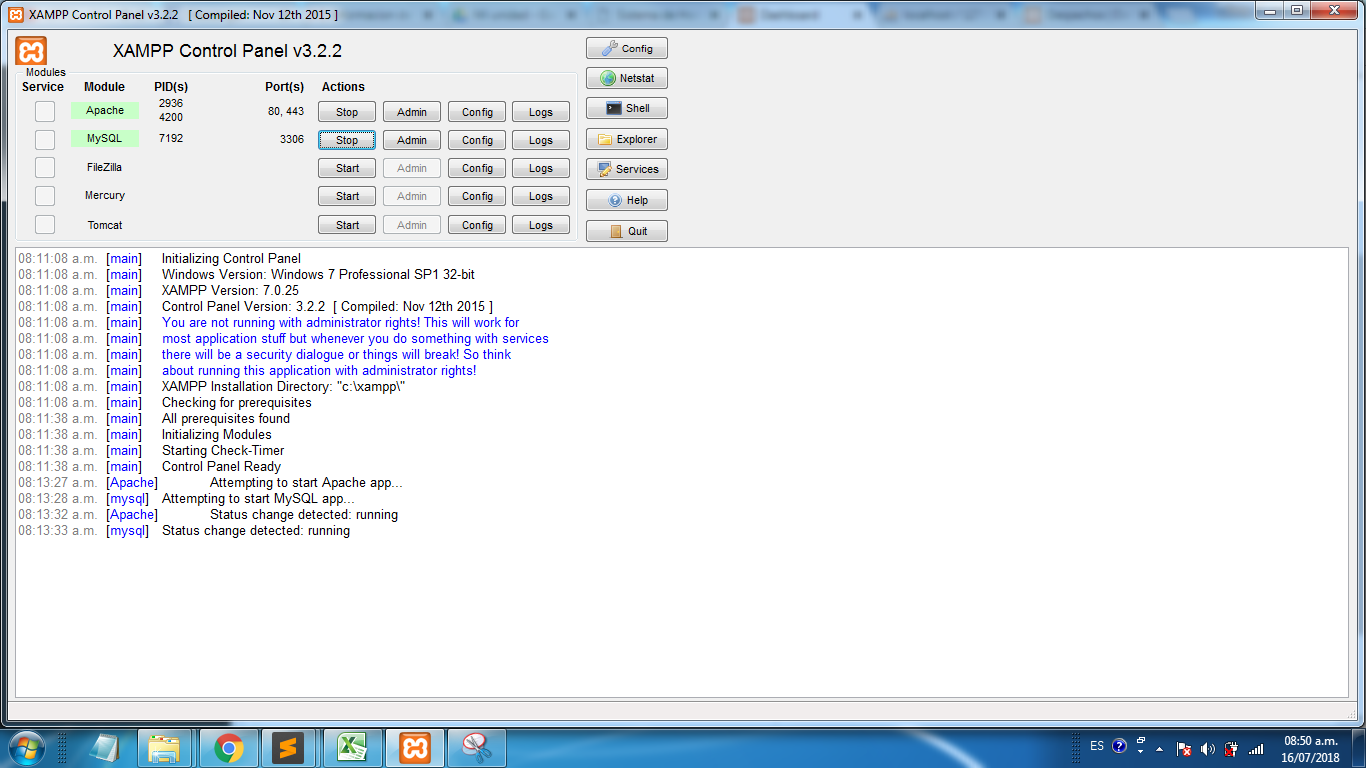 XAMPP Control Panel v3.2.2 [ Compiled: Nov 12th 2015 ]
Dashboard
XAMPP Control Panel v3.2.2
Modules
Service Module PID(s) Port(s) Actions
Apache 2936 4200 80, 443 Stop Admin Config Logs
MySQL 7192 3306 Stop Admin Config Logs
FileZilla Start Admin Config Logs
Mercury Start Admin Config Logs
Tomcat Start Admin Config Logs
Config
Netstat
Shell
Explorer
Services
Help
Quit
08:11:08 a.m. [main] Initializing Control Panel
08:11:08 a.m. [main] Windows Version: Windows 7 Professional SP1 32-bit
08:11:08 a.m. [main] XAMPP Version: 7.0.25
08:11:08 a.m. [main] Control Panel Version: 3.2.2 [ Compiled: Nov 12th 2015 ]
08:11:08 a.m. [main] You are not running with administrator rights! This will work for
08:11:08 a.m. [main] most application stuff but whenever you do something with services
08:11:08 a.m. [main] there will be a security dialogue or things will break! So think
08:11:08 a.m. [main] about running this application with administrator rights!
08:11:08 a.m. [main] XAMPP Installation Directory: "c:\xampp\"
08:11:08 a.m. [main] Checking for prerequisites
08:11:38 a.m. [main] All prerequisites found
08:11:38 a.m. [main] Initializing Modules
08:11:38 a.m. [main] Starting Check-Timer
08:11:38 a.m. [main] Control Panel Ready
08:13:27 a.m. [Apache] Attempting to start Apache app...
08:13:28 a.m. [mysql] Attempting to start MySQL app...
08:13:32 a.m. [Apache] Status change detected: running
08:13:33 a.m. [mysql] Status change detected: running
ES
08:50 a.m.
16/07/2018